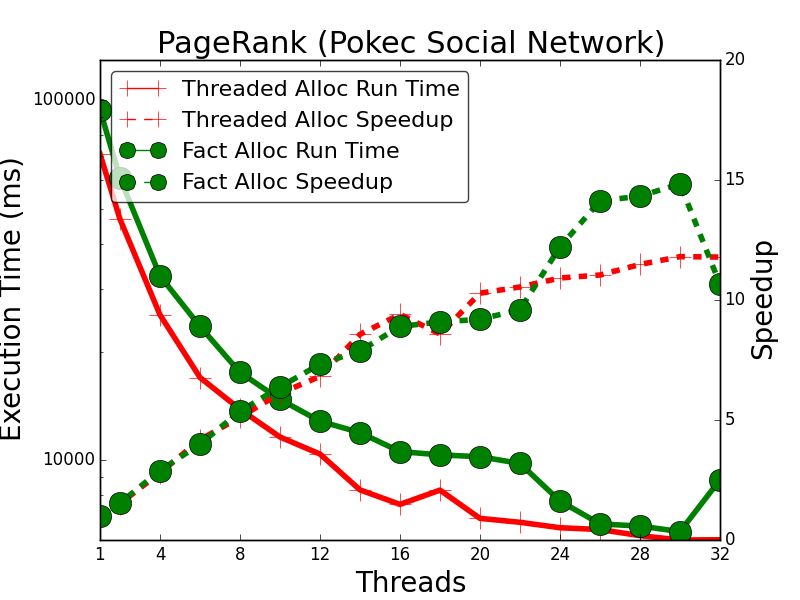 PageRank (Pokec Social Network)
Threaded Alloc Run Time
Threaded Alloc Speedup
Fact Alloc Run Time
Fact Alloc Speedup
Execution Time (ms)
100000
10000
Speedup
20
15
10
5
0
1 4 8 12 16 20 24 28 32
Threads